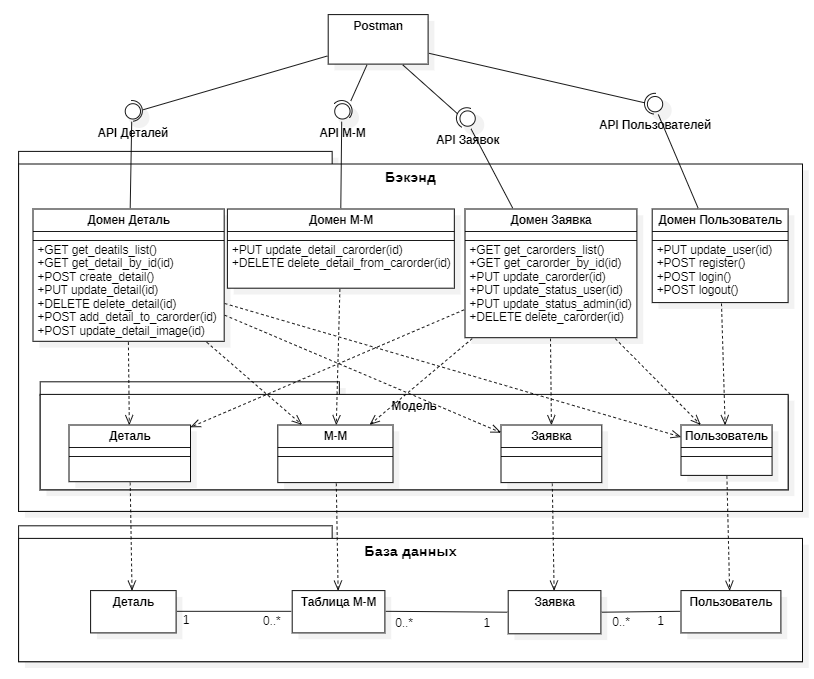 Postman
API Деталей
API М-М
API Заявок
API Пользователей
Бэкэнд
Домен Деталь
+GET get_deatils_list()
+GET get_detail_by_id(id)
+POST create_detail()
+PUT update_detail(id)
+DELETE delete_detail(id)
+POST add_detail_to_carorder(id)
+POST update_detail_image(id)
Домен М-М
+PUT update_detail_carorder(id)
+DELETE delete_detail_from_carorder(id)
Домен Заявка
+GET get_carorders_list()
+GET get_carorder_by_id(id)
+PUT update_carorder(id)
+PUT update_status_user(id)
+PUT update_status_admin(id)
+DELETE delete_carorder(id)
Домен Пользователь
+PUT update_user(id)
+POST register()
+POST login()
+POST logout()
Модель
Деталь
М-М
Заявка
Пользователь
База данных
Деталь
Таблица М-М
Заявка
Пользователь
1
0..*
0..*
1
0..*
1